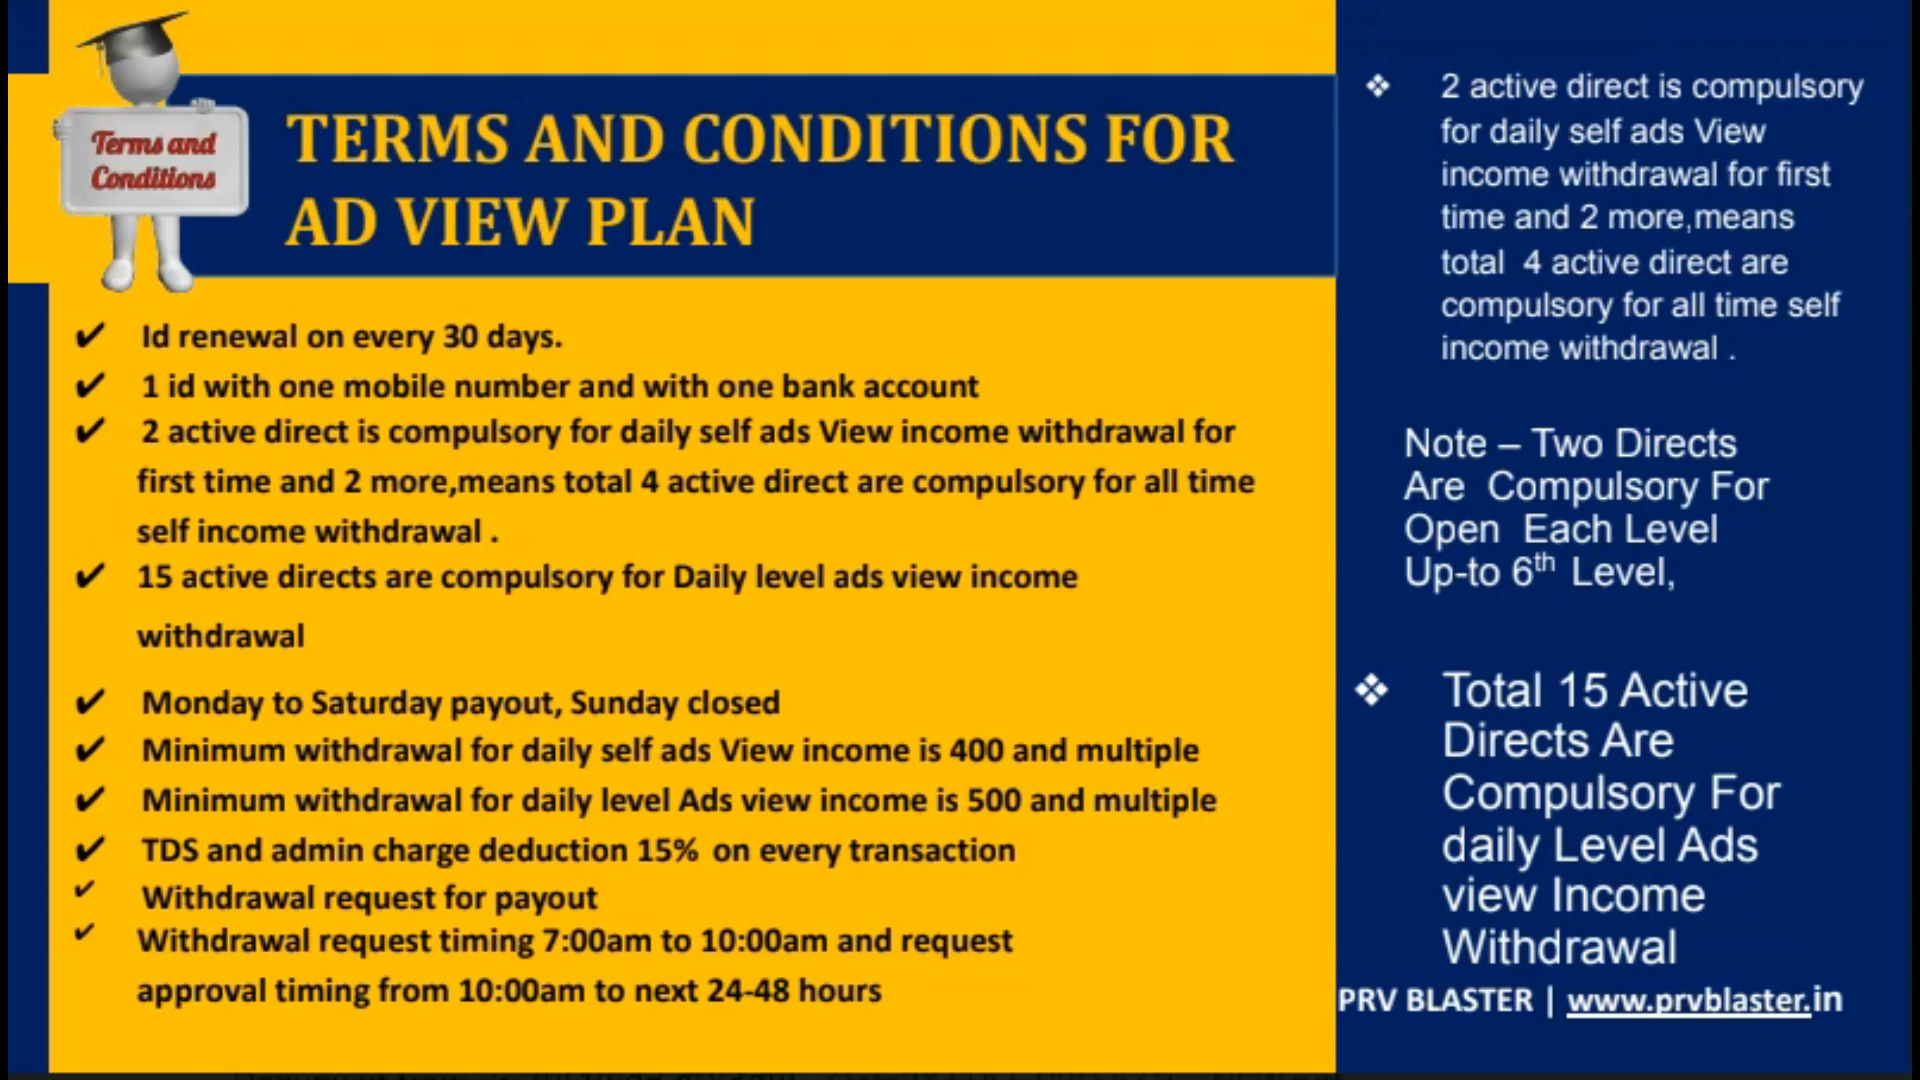 Terms and
Conditions
TERMS AND CONDITIONS FOR
AD VIEW PLAN
✔ Id renewal on every 30 days.
✔ 1 id with one mobile number and with one bank account
✔ 2 active direct is compulsory for daily self ads View income withdrawal for
first time and 2 more,means total 4 active direct are compulsory for all time
self income withdrawal .
✔ 15 active directs are compulsory for Daily level ads view income
withdrawal
✔ Monday to Saturday payout, Sunday closed
✔ Minimum withdrawal for daily self ads View income is 400 and multiple
✔ Minimum withdrawal for daily level Ads view income is 500 and multiple
✔ TDS and admin charge deduction 15% on every transaction
✔ Withdrawal request for payout
✔ Withdrawal request timing 7:00am to 10:00am and request
approval timing from 10:00am to next 24-48 hours
❖ 2 active direct is compulsory
for daily self ads View
income withdrawal for first
time and 2 more,means
total 4 active direct are
compulsory for all time self
income withdrawal .
Note – Two Directs
Are Compulsory For
Open Each Level
Up-to 6th Level,
❖ Total 15 Active
Directs Are
Compulsory For
daily Level Ads
view Income
Withdrawal
PRV BLASTER | www.prvblaster.in